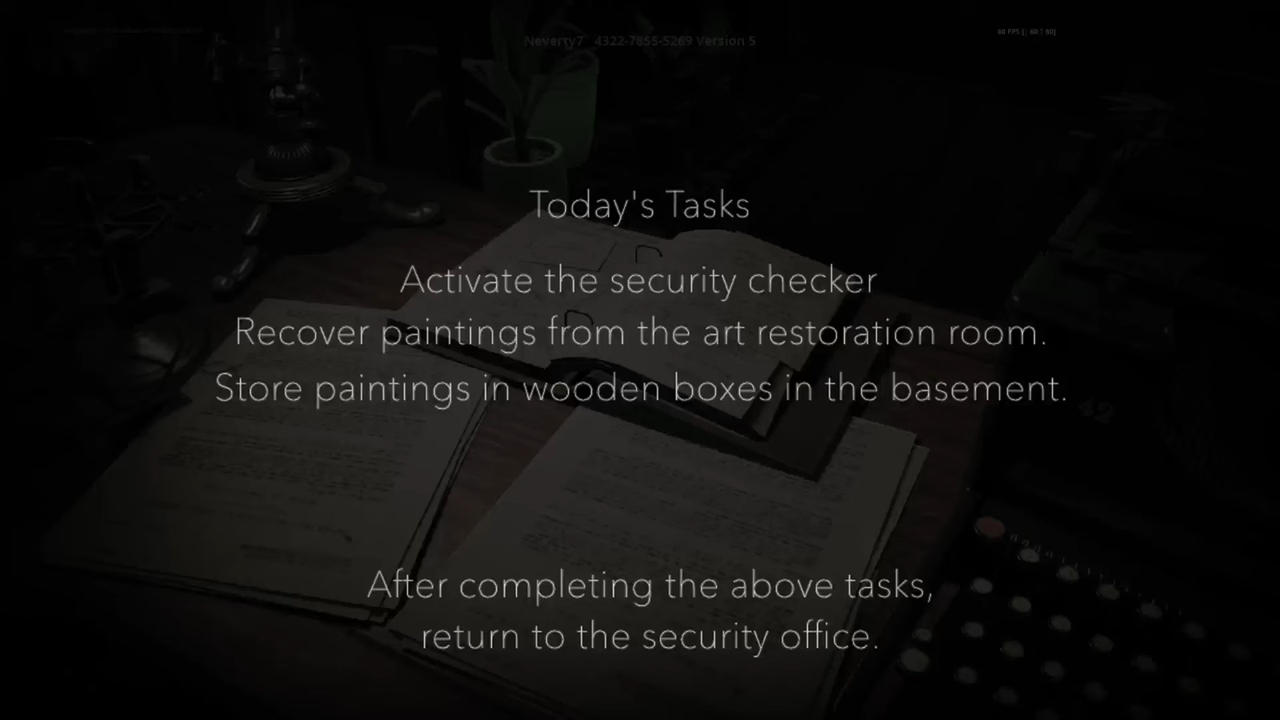 Neverty7 4322-7855-5269 Version 5
Today's Tasks
Activate the security checker
Recover paintings from the art restoration room.
Store paintings in wooden boxes in the basement.
After completing the above tasks,
return to the security office.